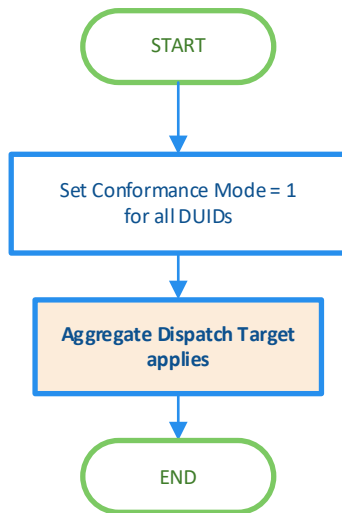 START
Set Conformance Mode = 1
for all DUIDs
Aggregate Dispatch Target
applies
END